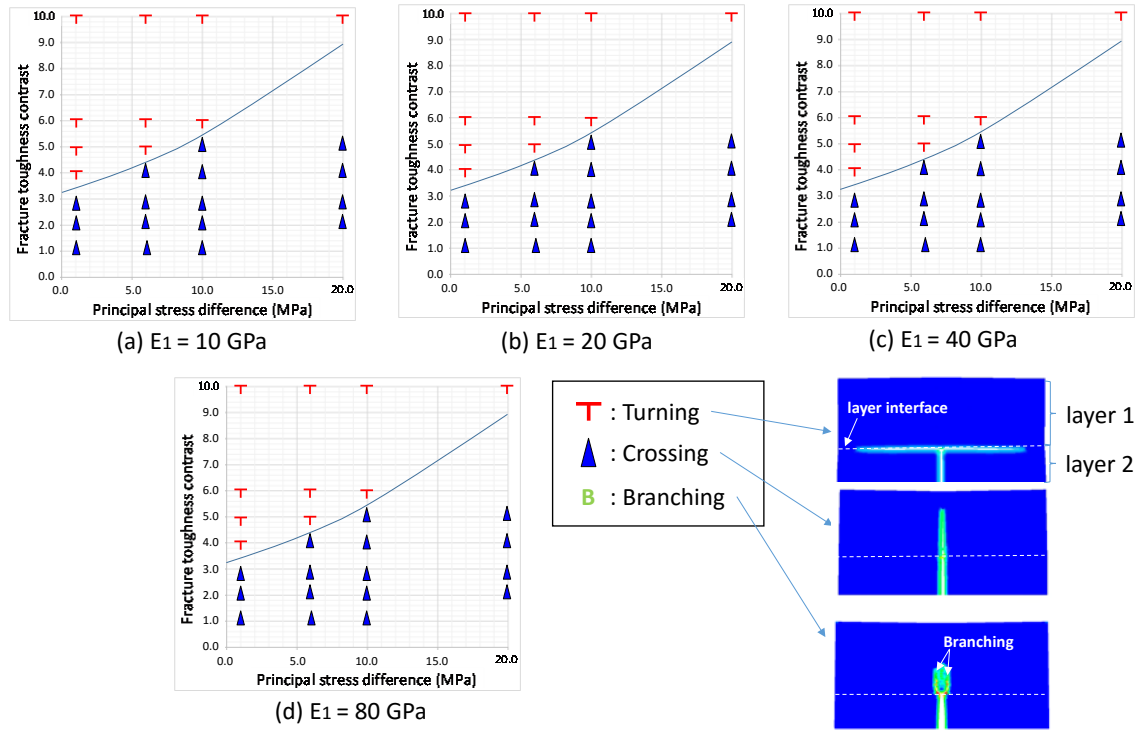 Fracture toughness contrast
10.0
9.0
8.0
7.0
6.0
5.0
4.0
3.0
2.0
1.0
0.0
0.0 5.0 10.0 15.0 20.0
Principal stress difference (MPa)
(a) E1 = 10 GPa
Fracture toughness contrast
10.0
9.0
8.0
7.0
6.0
5.0
4.0
3.0
2.0
1.0
0.0
0.0 5.0 10.0 15.0 20.0
Principal stress difference (MPa)
(b) E1 = 20 GPa
Fracture toughness contrast
10.0
9.0
8.0
7.0
6.0
5.0
4.0
3.0
2.0
1.0
0.0
0.0 5.0 10.0 15.0 20.0
Principal stress difference (MPa)
(c) E1 = 40 GPa
Fracture toughness contrast
10.0
9.0
8.0
7.0
6.0
5.0
4.0
3.0
2.0
1.0
0.0
0.0 5.0 10.0 15.0 20.0
Principal stress difference (MPa)
(d) E1 = 80 GPa
: Turning
: Crossing
B : Branching
layer interface
layer 1
layer 2
Branching